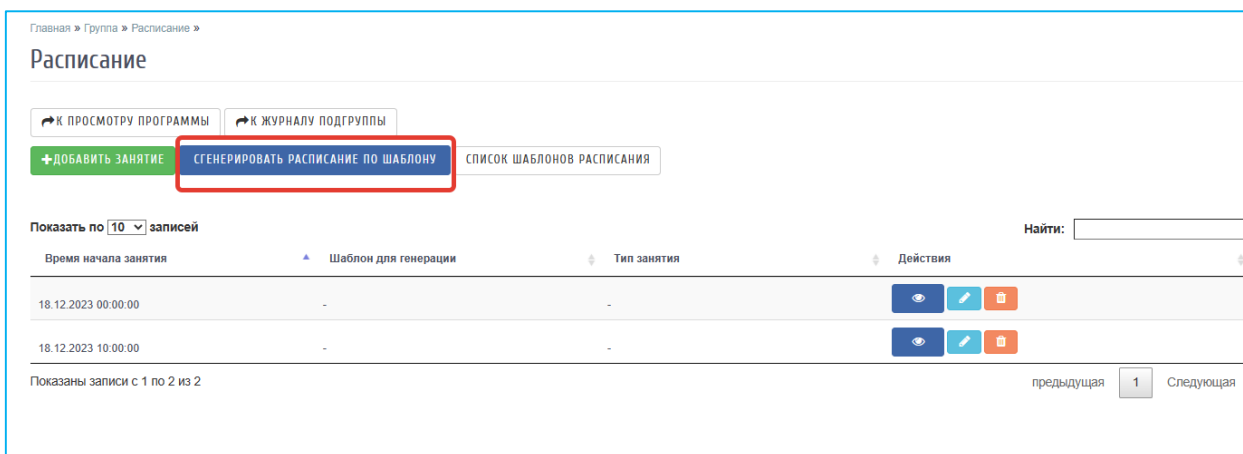 Главная » Группа » Расписание »
Расписание
К ПРОСМОТРУ ПРОГРАММЫ К ЖУРНАЛУ ПОДГРУППЫ
+ДОБАВИТЬ ЗАНЯТИЕ СГЕНЕРИРОВАТЬ РАСПИСАНИЕ ПО ШАБЛОНУ СПИСОК ШАБЛОНОВ РАСПИСАНИЯ
Показать по 10 записей Найти:
Время начала занятия Шаблон для генерации Тип занятия Действия
18.12.2023 00:00:00 - -
18.12.2023 10:00:00 - -
Показаны записи с 1 по 2 из 2 предыдущая 1 Следующая